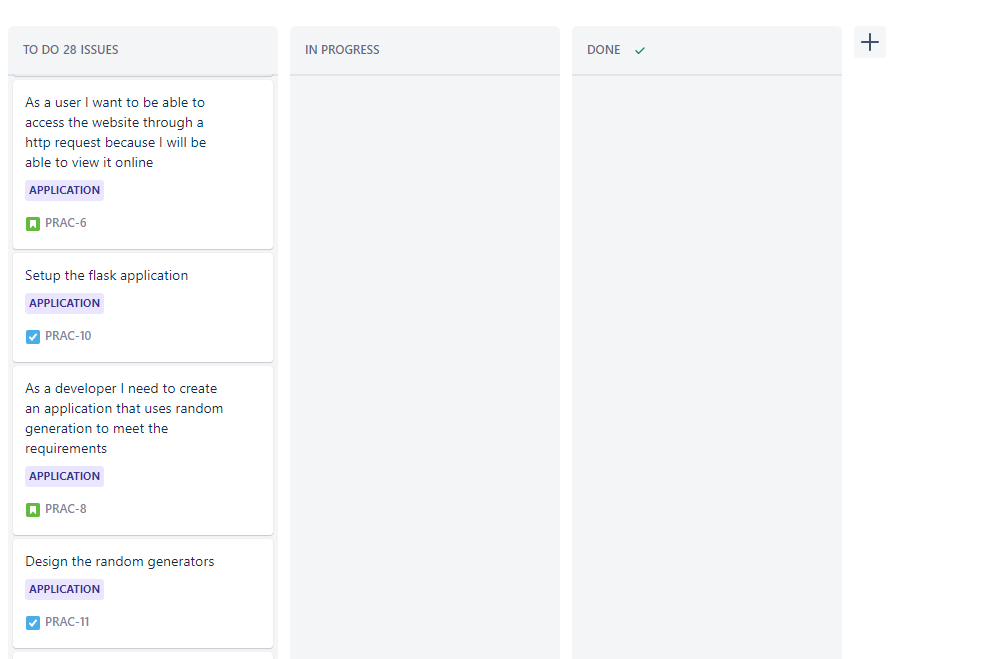 TO DO 28 ISSUES
IN PROGRESS
DONE
As a user I want to be able to
access the website through a
http request because I will be
able to view it online
APPLICATION
PRAC-6
Setup the flask application
APPLICATION
PRAC-10
As a developer I need to create
an application that uses random
generation to meet the
requirements
APPLICATION
PRAC-8
Design the random generators
APPLICATION
PRAC-11